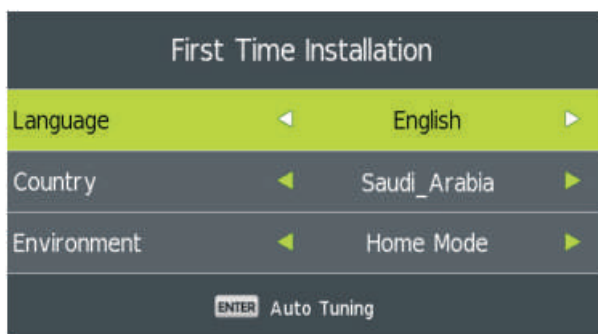 First Time Installation
Language English
Country Saudi_Arabia
Environment Home Mode
ENTER Auto Tuning